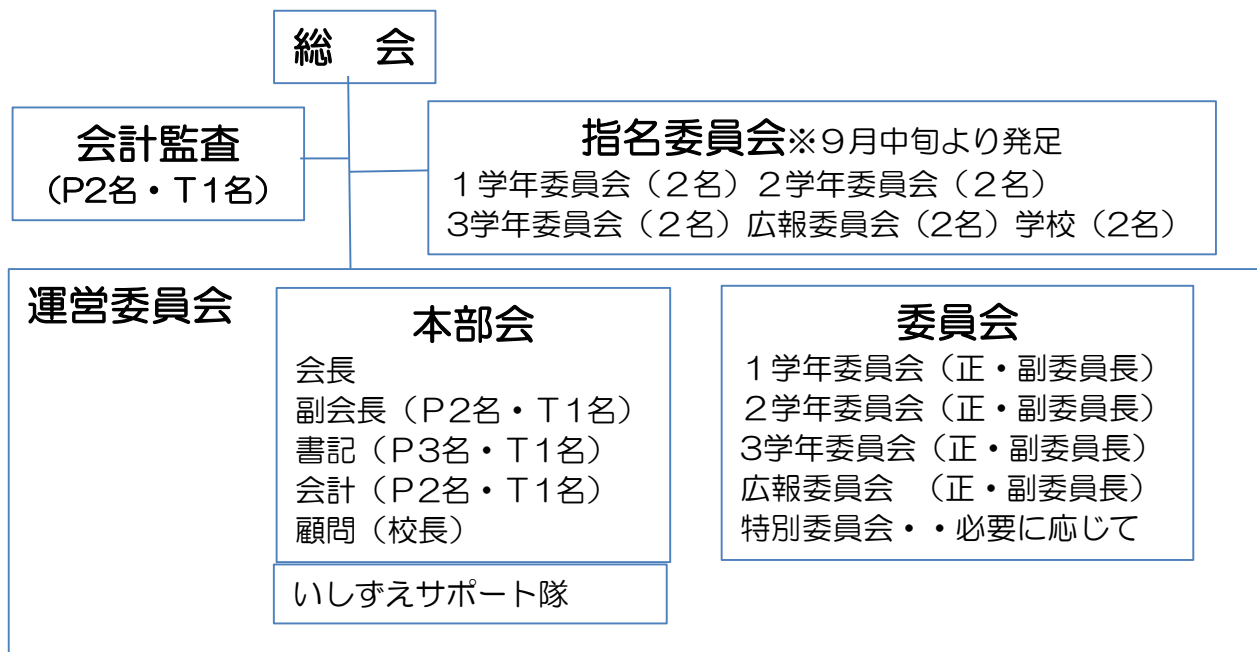 総　会
会計監査
（P2名・T１名）
指名委員会※９月中旬より発足
１学年委員会（２名）２学年委員会（２名）
3学年委員会（２名）広報委員会（2名）学校（2名）
運営委員会
本部会
会長
副会長（P2名・T１名）
書記（P3名・T１名）
会計（P2名・T１名）
顧問（校長）
いしずえサポート隊
委員会
１学年委員会（正・副委員長）
２学年委員会（正・副委員長）
3学年委員会（正・副委員長）
広報委員会　（正・副委員長）
特別委員会・・必要に応じて